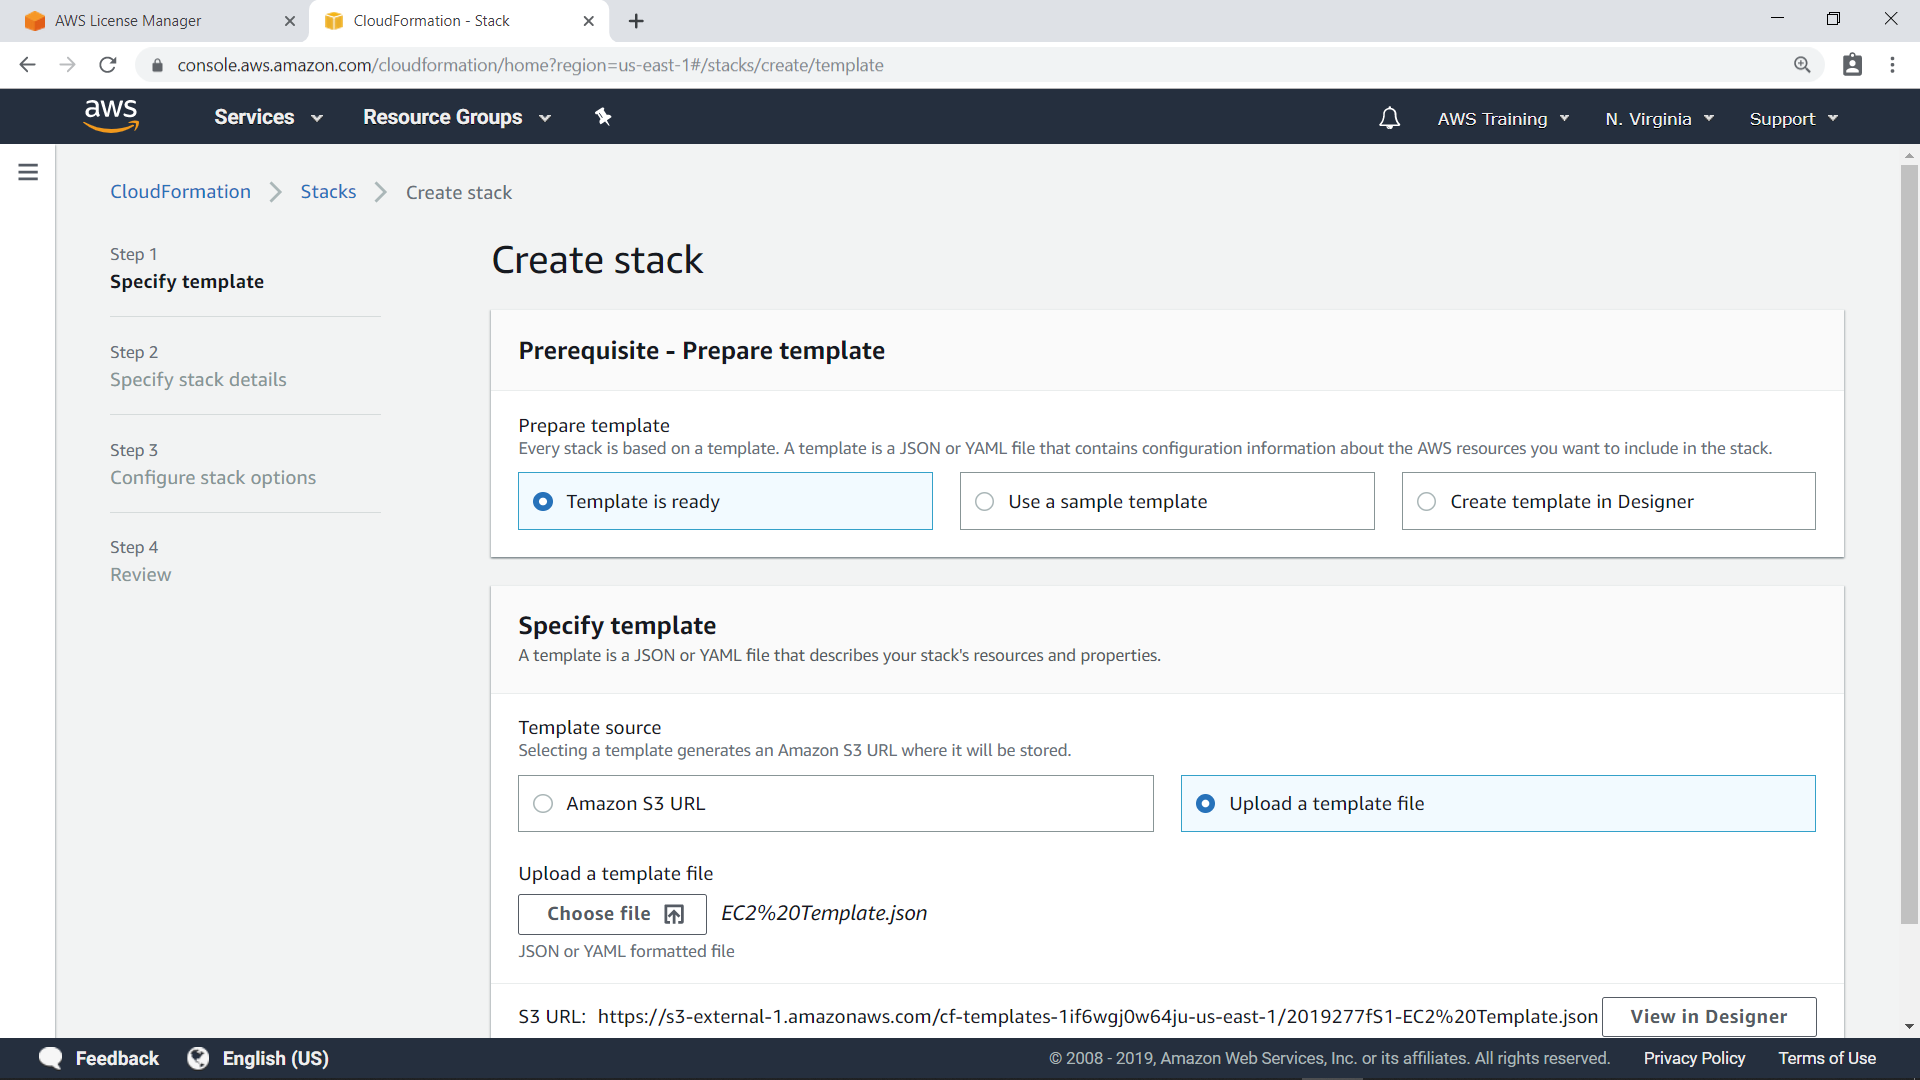 AWS License Manager
CloudFormation - Stack
console.aws.amazon.com/cloudformation/home?region=us-east-1#/stacks/create/template
aws
Services
Resource Groups
AWS Training
N. Virginia
Support
CloudFormation
Stacks
Create stack
Step 1
Specify template
Step 2
Specify stack details
Step 3
Configure stack options
Step 4
Review
Create stack
Prerequisite - Prepare template
Prepare template
Every stack is based on a template. A template is a JSON or YAML file that contains configuration information about the AWS resources you want to include in the stack.
Template is ready
Use a sample template
Create template in Designer
Specify template
A template is a JSON or YAML file that describes your stack's resources and properties.
Template source
Selecting a template generates an Amazon S3 URL where it will be stored.
Amazon S3 URL
Upload a template file
Upload a template file
Choose file
EC2%20Template.json
JSON or YAML formatted file
S3 URL: https://s3-external-1.amazonaws.com/cf-templates-1if6wgj0w64ju-us-east-1/2019277fS1-EC2%20Template.json
View in Designer
Feedback
English (US)
© 2008 - 2019, Amazon Web Services, Inc. or its affiliates. All rights reserved.
Privacy Policy
Terms of Use